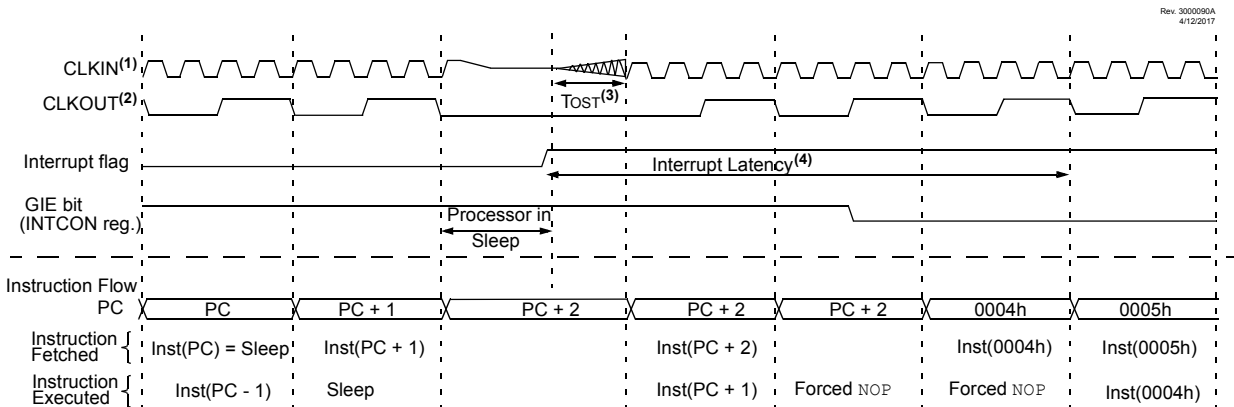 Rev. 3000090A
4/12/2017
CLKIN(1)
CLKOUT(2)
TOST(3)
Interrupt flag
Interrupt Latency(4)
GIE bit
(INTCON reg.)
Processor in
Sleep
Instruction Flow
PC PC PC + 1 PC + 2 PC + 2 PC + 2 0004h 0005h
Instruction
Fetched { Inst(PC) = Sleep Inst(PC + 1) Inst(PC + 2) Inst(0004h) Inst(0005h)
Instruction
Executed { Inst(PC - 1) Sleep Inst(PC + 1) Forced NOP Forced NOP Inst(0004h)